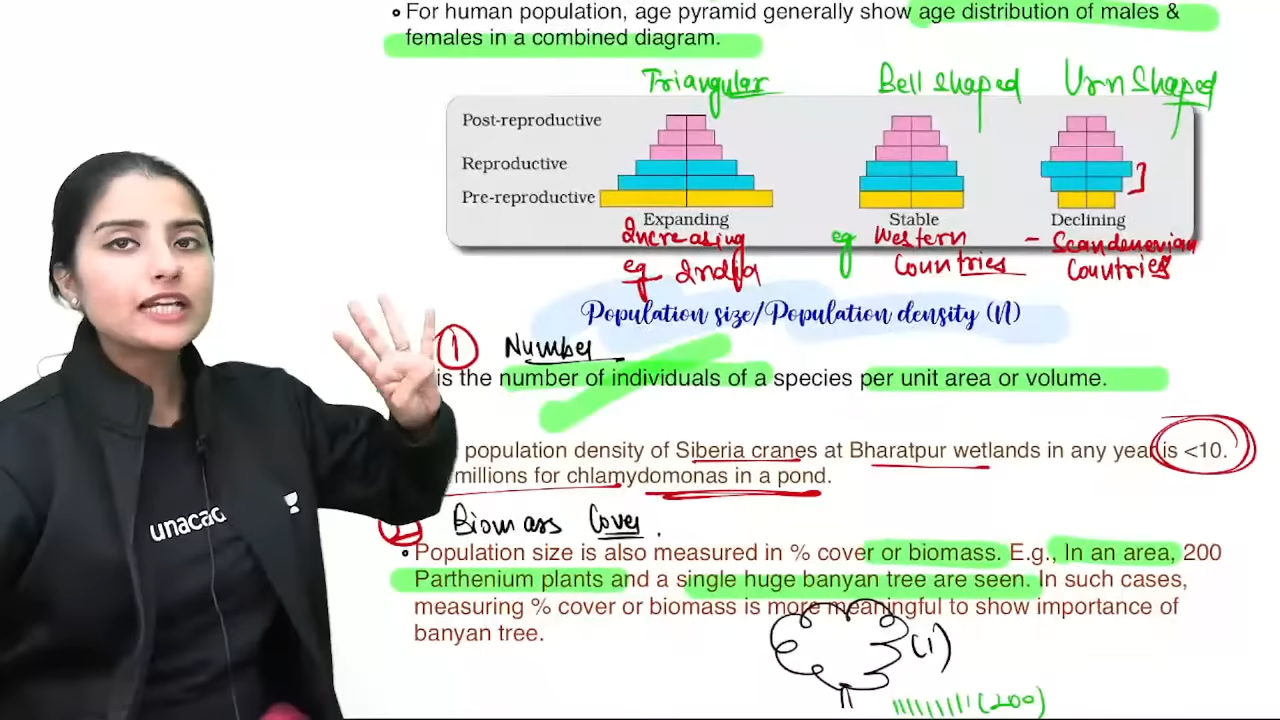 For human population, age pyramid generally show age distribution of males &
females in a combined diagram.
Triangular Bell shaped Urn shaped
Post-reproductive
Reproductive
Pre-reproductive
Expanding Stable Declining
Increasing eg Western - Scandenevian
eg India Countries Countries
Population size/Population density (N)
1 Number
is the number of individuals of a species per unit area or volume.
population density of Siberia cranes at Bharatpur wetlands in any year is <10.
millions for chlamydomonas in a pond.
2 Biomass Cover.
Population size is also measured in % cover or biomass. E.g., In an area, 200
Parthenium plants and a single huge banyan tree are seen. In such cases,
measuring % cover or biomass is more meaningful to show importance of
banyan tree.
(1)
(200)
unacad